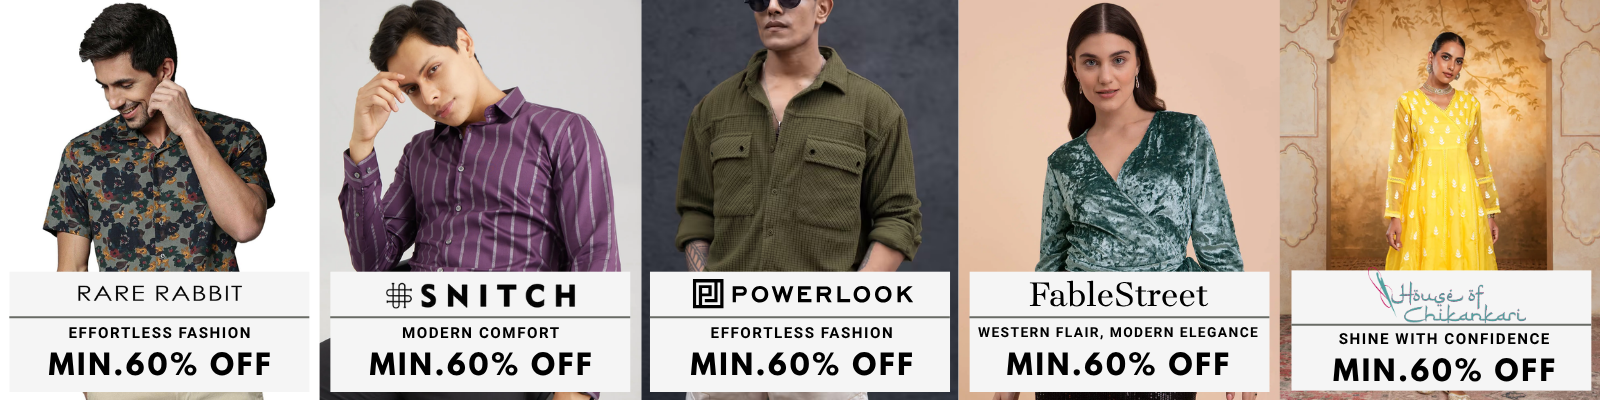 RARE RABBIT
EFFORTLESS FASHION
MIN.60% OFF
SNITCH
MODERN COMFORT
MIN.60% OFF
POWERLOOK
EFFORTLESS FASHION
MIN.60% OFF
FableStreet
WESTERN FLAIR, MODERN ELEGANCE
MIN.60% OFF
House of
Chikankari
SHINE WITH CONFIDENCE
MIN.60% OFF